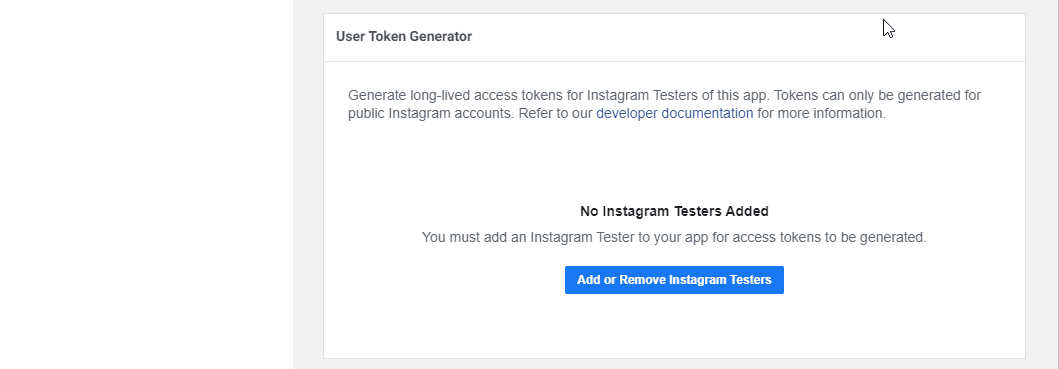 User Token Generator
Generate long-lived access tokens for Instagram Testers of this app. Tokens can only be generated for
public Instagram accounts. Refer to our developer documentation for more information.
No Instagram Testers Added
You must add an Instagram Tester to your app for access tokens to be generated.
Add or Remove Instagram Testers